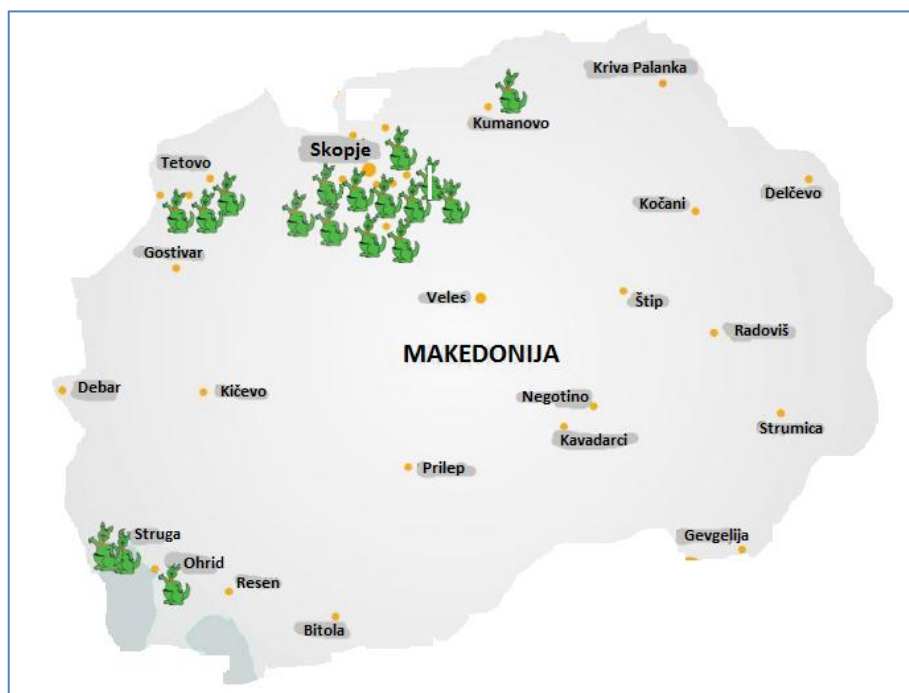 Kriva Palanka
Kumanovo
Skopje
Tetovo
Delčevo
Kočani
Gostivar
Veles
Štip
Radoviš
MAKEDONIJA
Debar
Kičevo
Negotino
Strumica
Kavadarci
Prilep
Struga
Gevgelija
Ohrid
Resen
Bitola